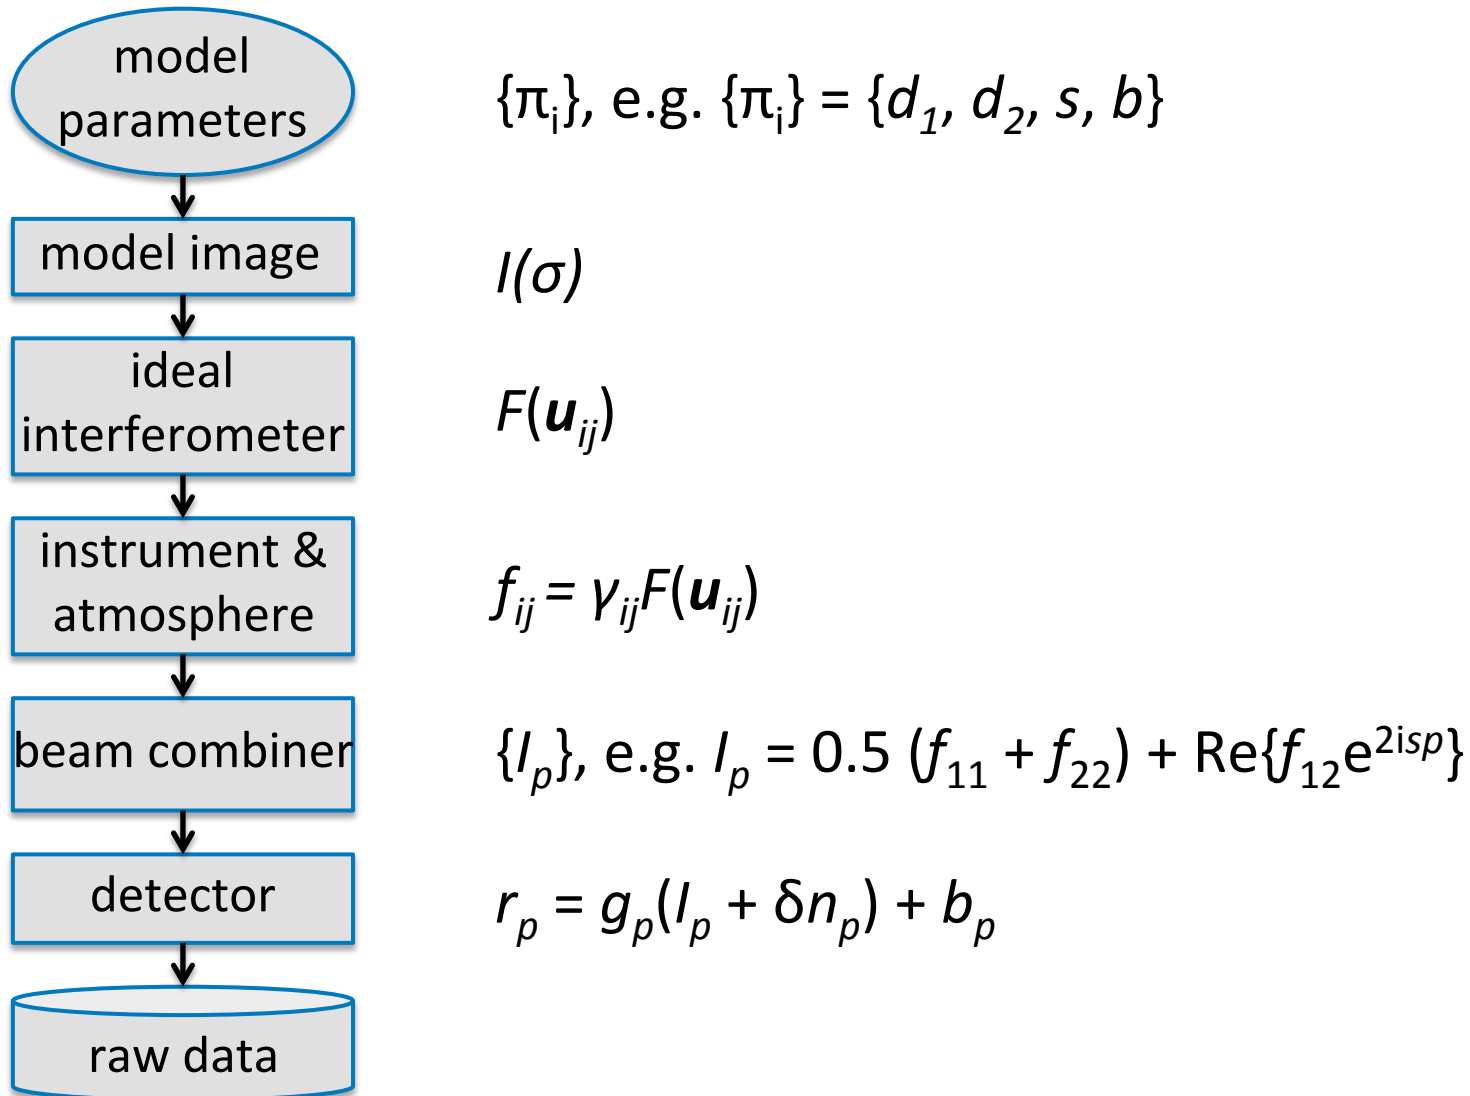 model
parameters
{πi}, e.g. {πi} = {d1, d2, s, b}
model image
I(σ)
ideal
interferometer
F(uij)
instrument &
atmosphere
fij = γijF(uij)
beam combiner
{Ip}, e.g. Ip = 0.5 (f11 + f22) + Re{f12e2isp}
detector
rp = gp(Ip + δnp) + bp
raw data